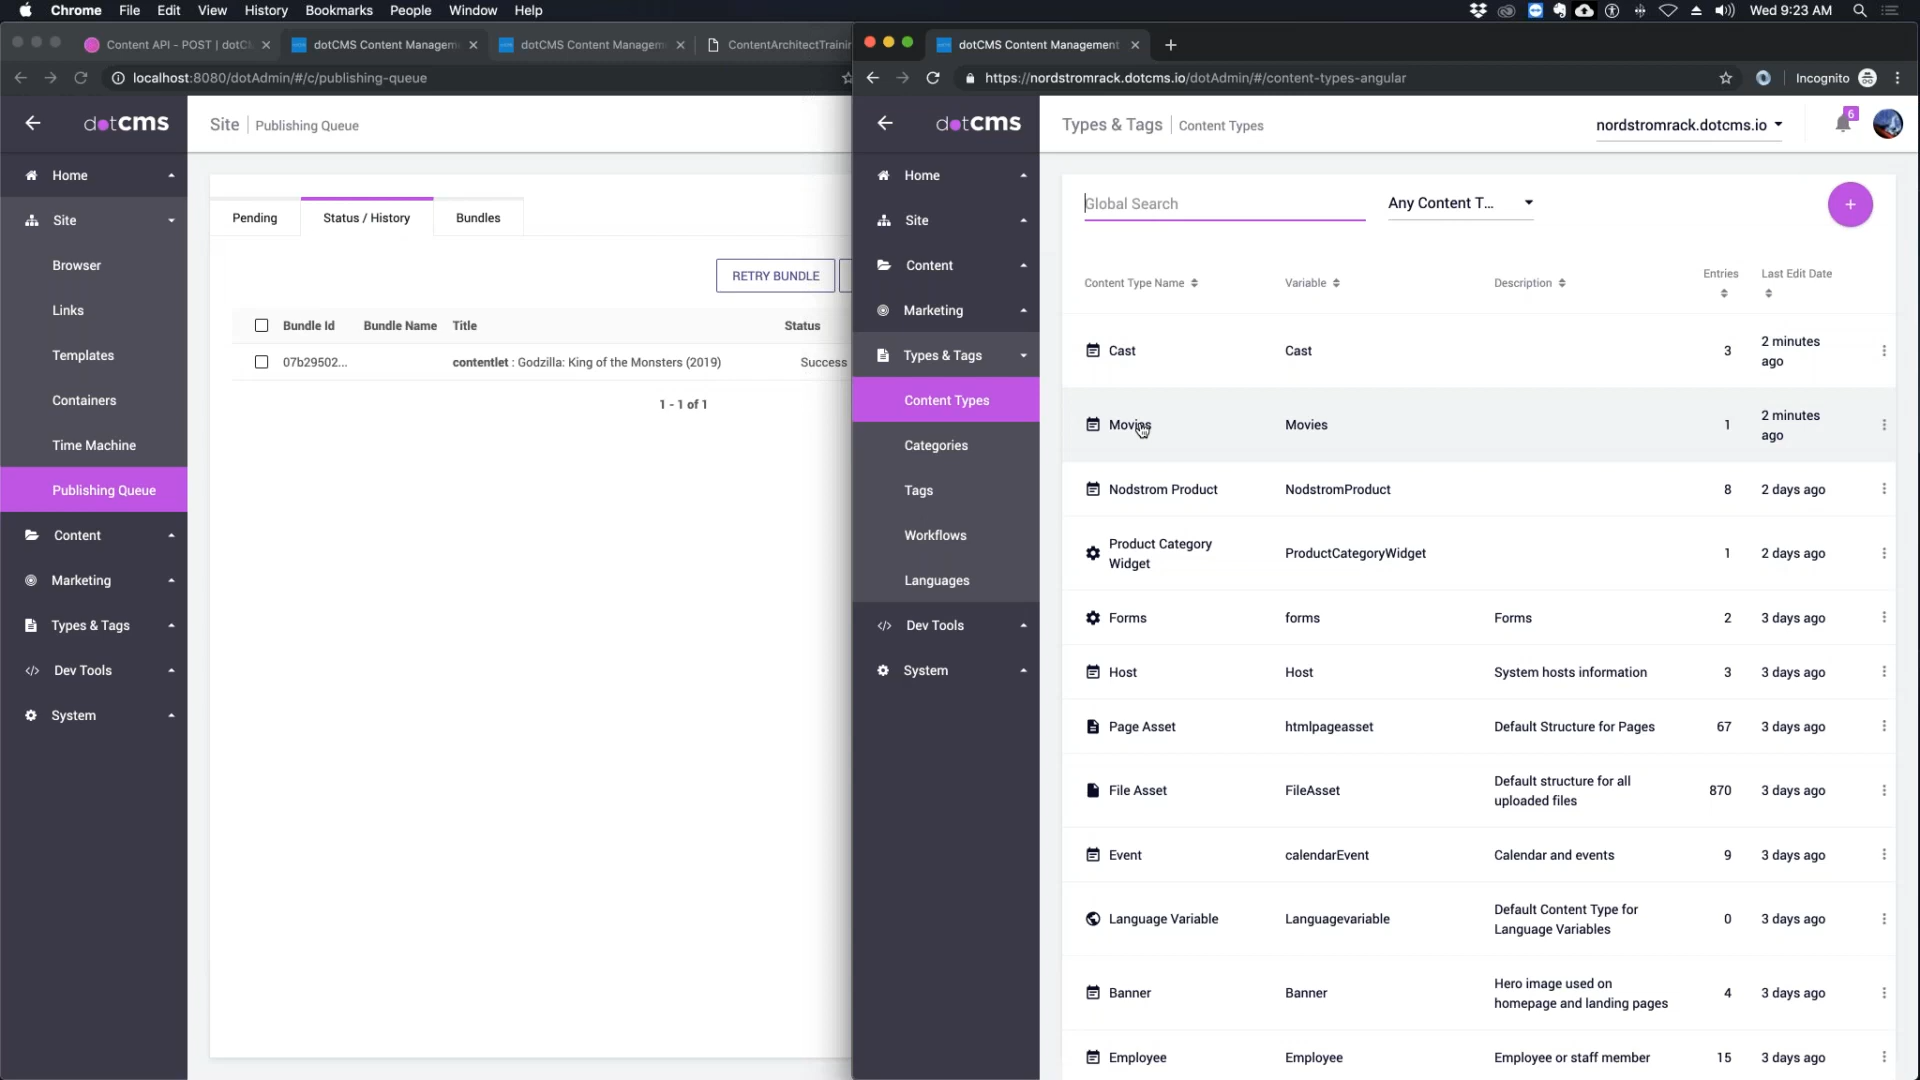 Chrome File Edit View History Bookmarks People Window Help
Wed 9:23 AM
Content API - POST | dotC
dotCMS Content Managem
dotCMS Content Managem
ContentArchitectTrainin
dotCMS Content Management
localhost:8080/dotAdmin/#/c/publishing-queue
https://nordstromrack.dotcms.io/dotAdmin/#/content-types-angular
Incognito
dotCMS
Site | Publishing Queue
Home
Site
Browser
Links
Templates
Containers
Time Machine
Publishing Queue
Content
Marketing
Types & Tags
Dev Tools
System
Pending
Status / History
Bundles
RETRY BUNDLE
Bundle Id Bundle Name Title Status
07b29502... contentlet : Godzilla: King of the Monsters (2019) Success
1 - 1 of 1
dotCMS
Types & Tags | Content Types
nordstromrack.dotcms.io
6
Home
Site
Content
Marketing
Types & Tags
Content Types
Categories
Tags
Workflows
Languages
Dev Tools
System
Global Search
Any Content T...
+
Content Type Name Variable Description Entries Last Edit Date
Cast Cast 3 2 minutes
ago
Movies Movies 1 2 minutes
ago
Nodstrom Product NodstromProduct 8 2 days ago
Product Category
Widget ProductCategoryWidget 1 2 days ago
Forms forms Forms 2 3 days ago
Host Host System hosts information 3 3 days ago
Page Asset htmlpageasset Default Structure for Pages 67 3 days ago
File Asset FileAsset Default structure for all
uploaded files 870 3 days ago
Event calendarEvent Calendar and events 9 3 days ago
Language Variable Languagevariable Default Content Type for
Language Variables 0 3 days ago
Banner Banner Hero image used on
homepage and landing pages 4 3 days ago
Employee Employee Employee or staff member 15 3 days ago